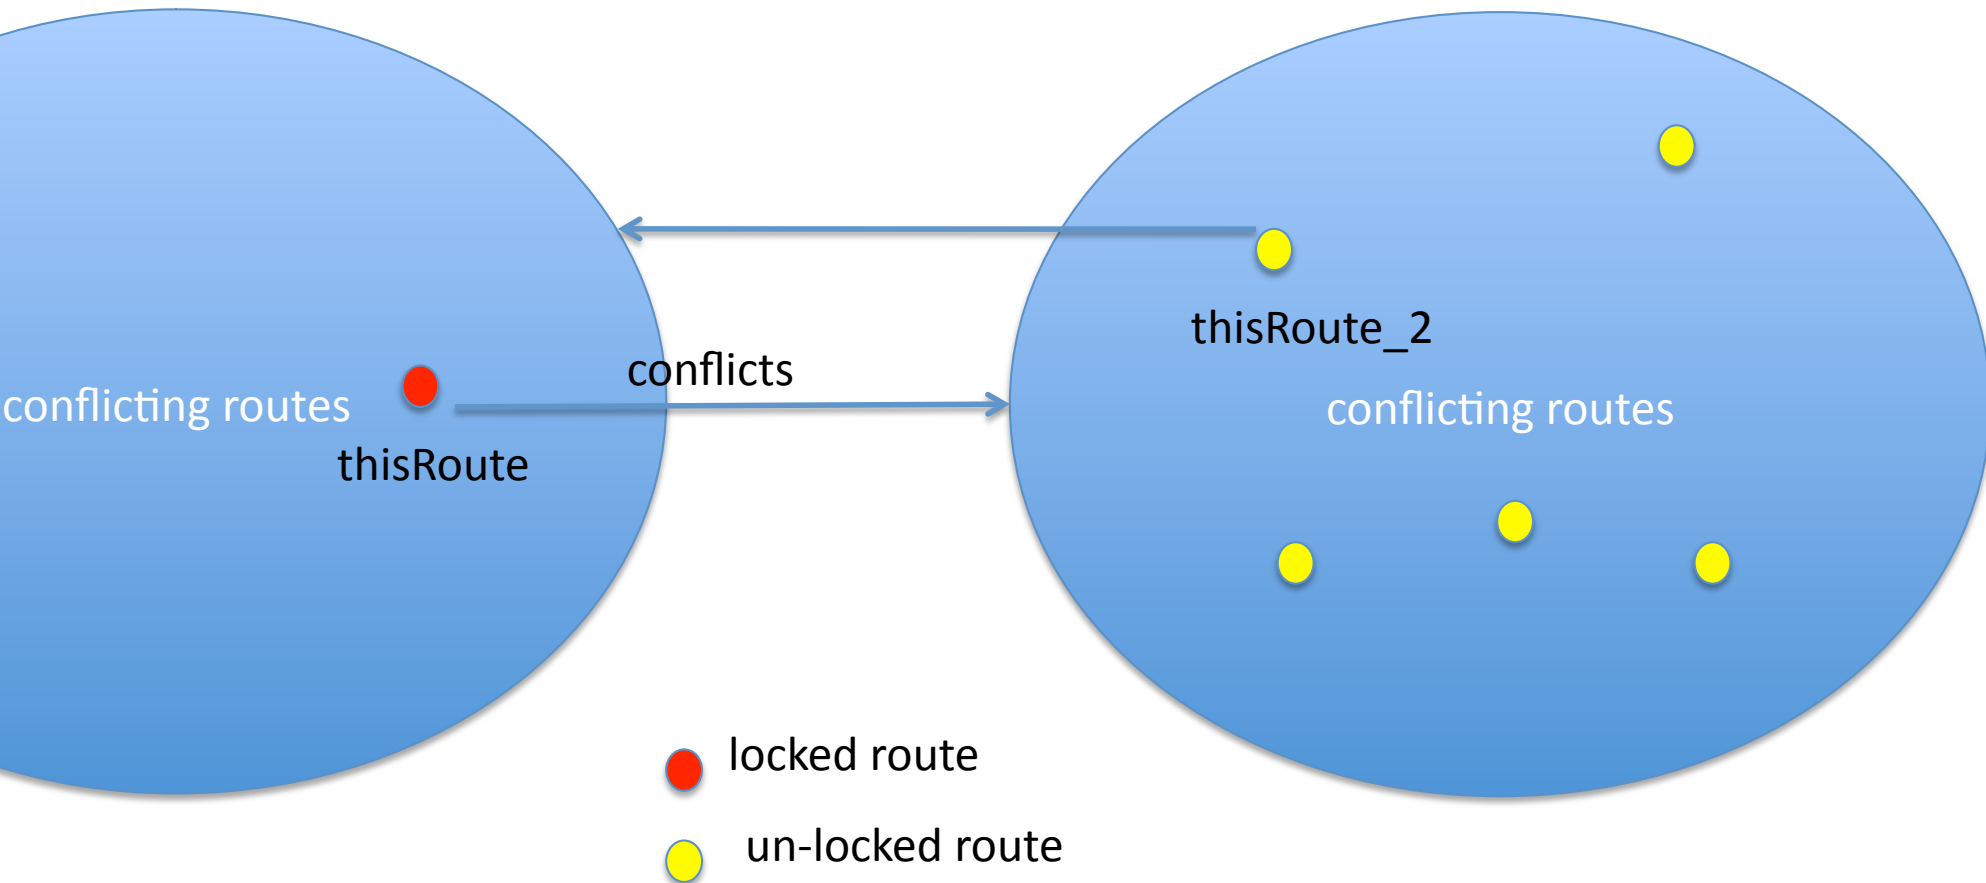 thisRoute_2
conflicts
conflicting routes
conflicting routes
thisRoute
locked route
un-locked route